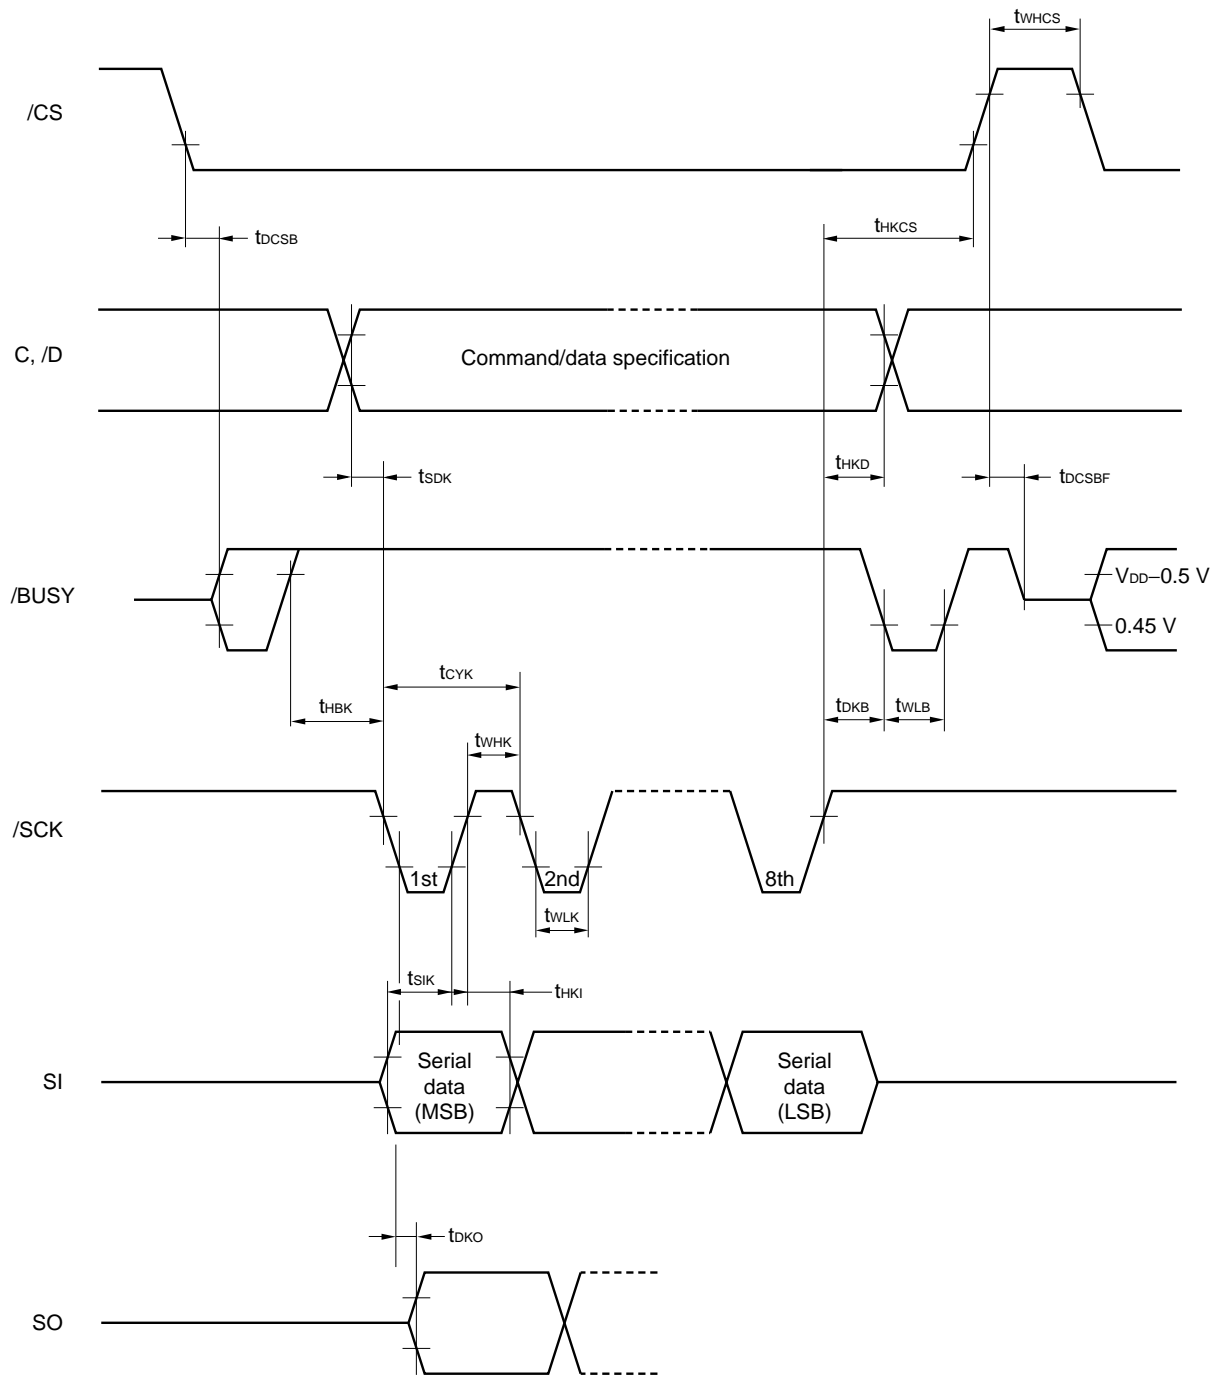 tWHCS
/CS
tDCSB
tHKCS
C, /D
Command/data specification
tSDK
tHKD
tDCSBF
/BUSY
VDD–0.5 V
0.45 V
tCYK
tHBK
tDKB
tWLB
tWHK
/SCK
1st
2nd
8th
tWLK
tSIK
tHKI
SI
Serial
data
(MSB)
Serial
data
(LSB)
tDKO
SO